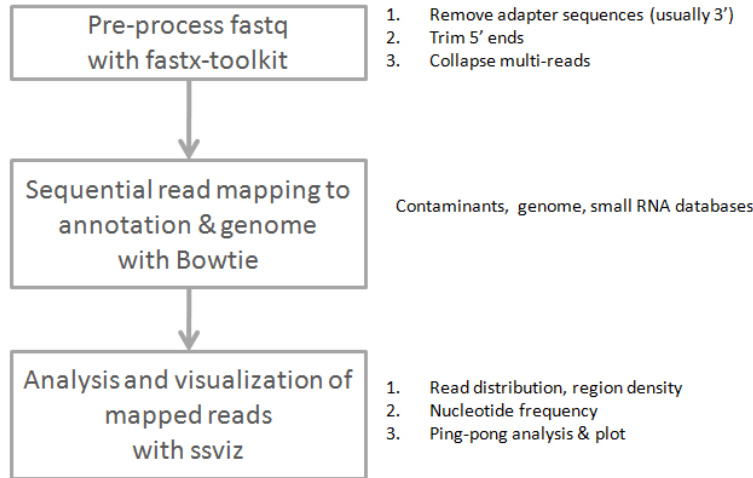 Pre-process fastq
with fastx-toolkit
1. Remove adapter sequences (usually 3’)
2. Trim 5’ ends
3. Collapse multi-reads
Sequential read mapping to
annotation & genome
with Bowtie
Contaminants, genome, small RNA databases
Analysis and visualization of
mapped reads
with ssviz
1. Read distribution, region density
2. Nucleotide frequency
3. Ping-pong analysis & plot